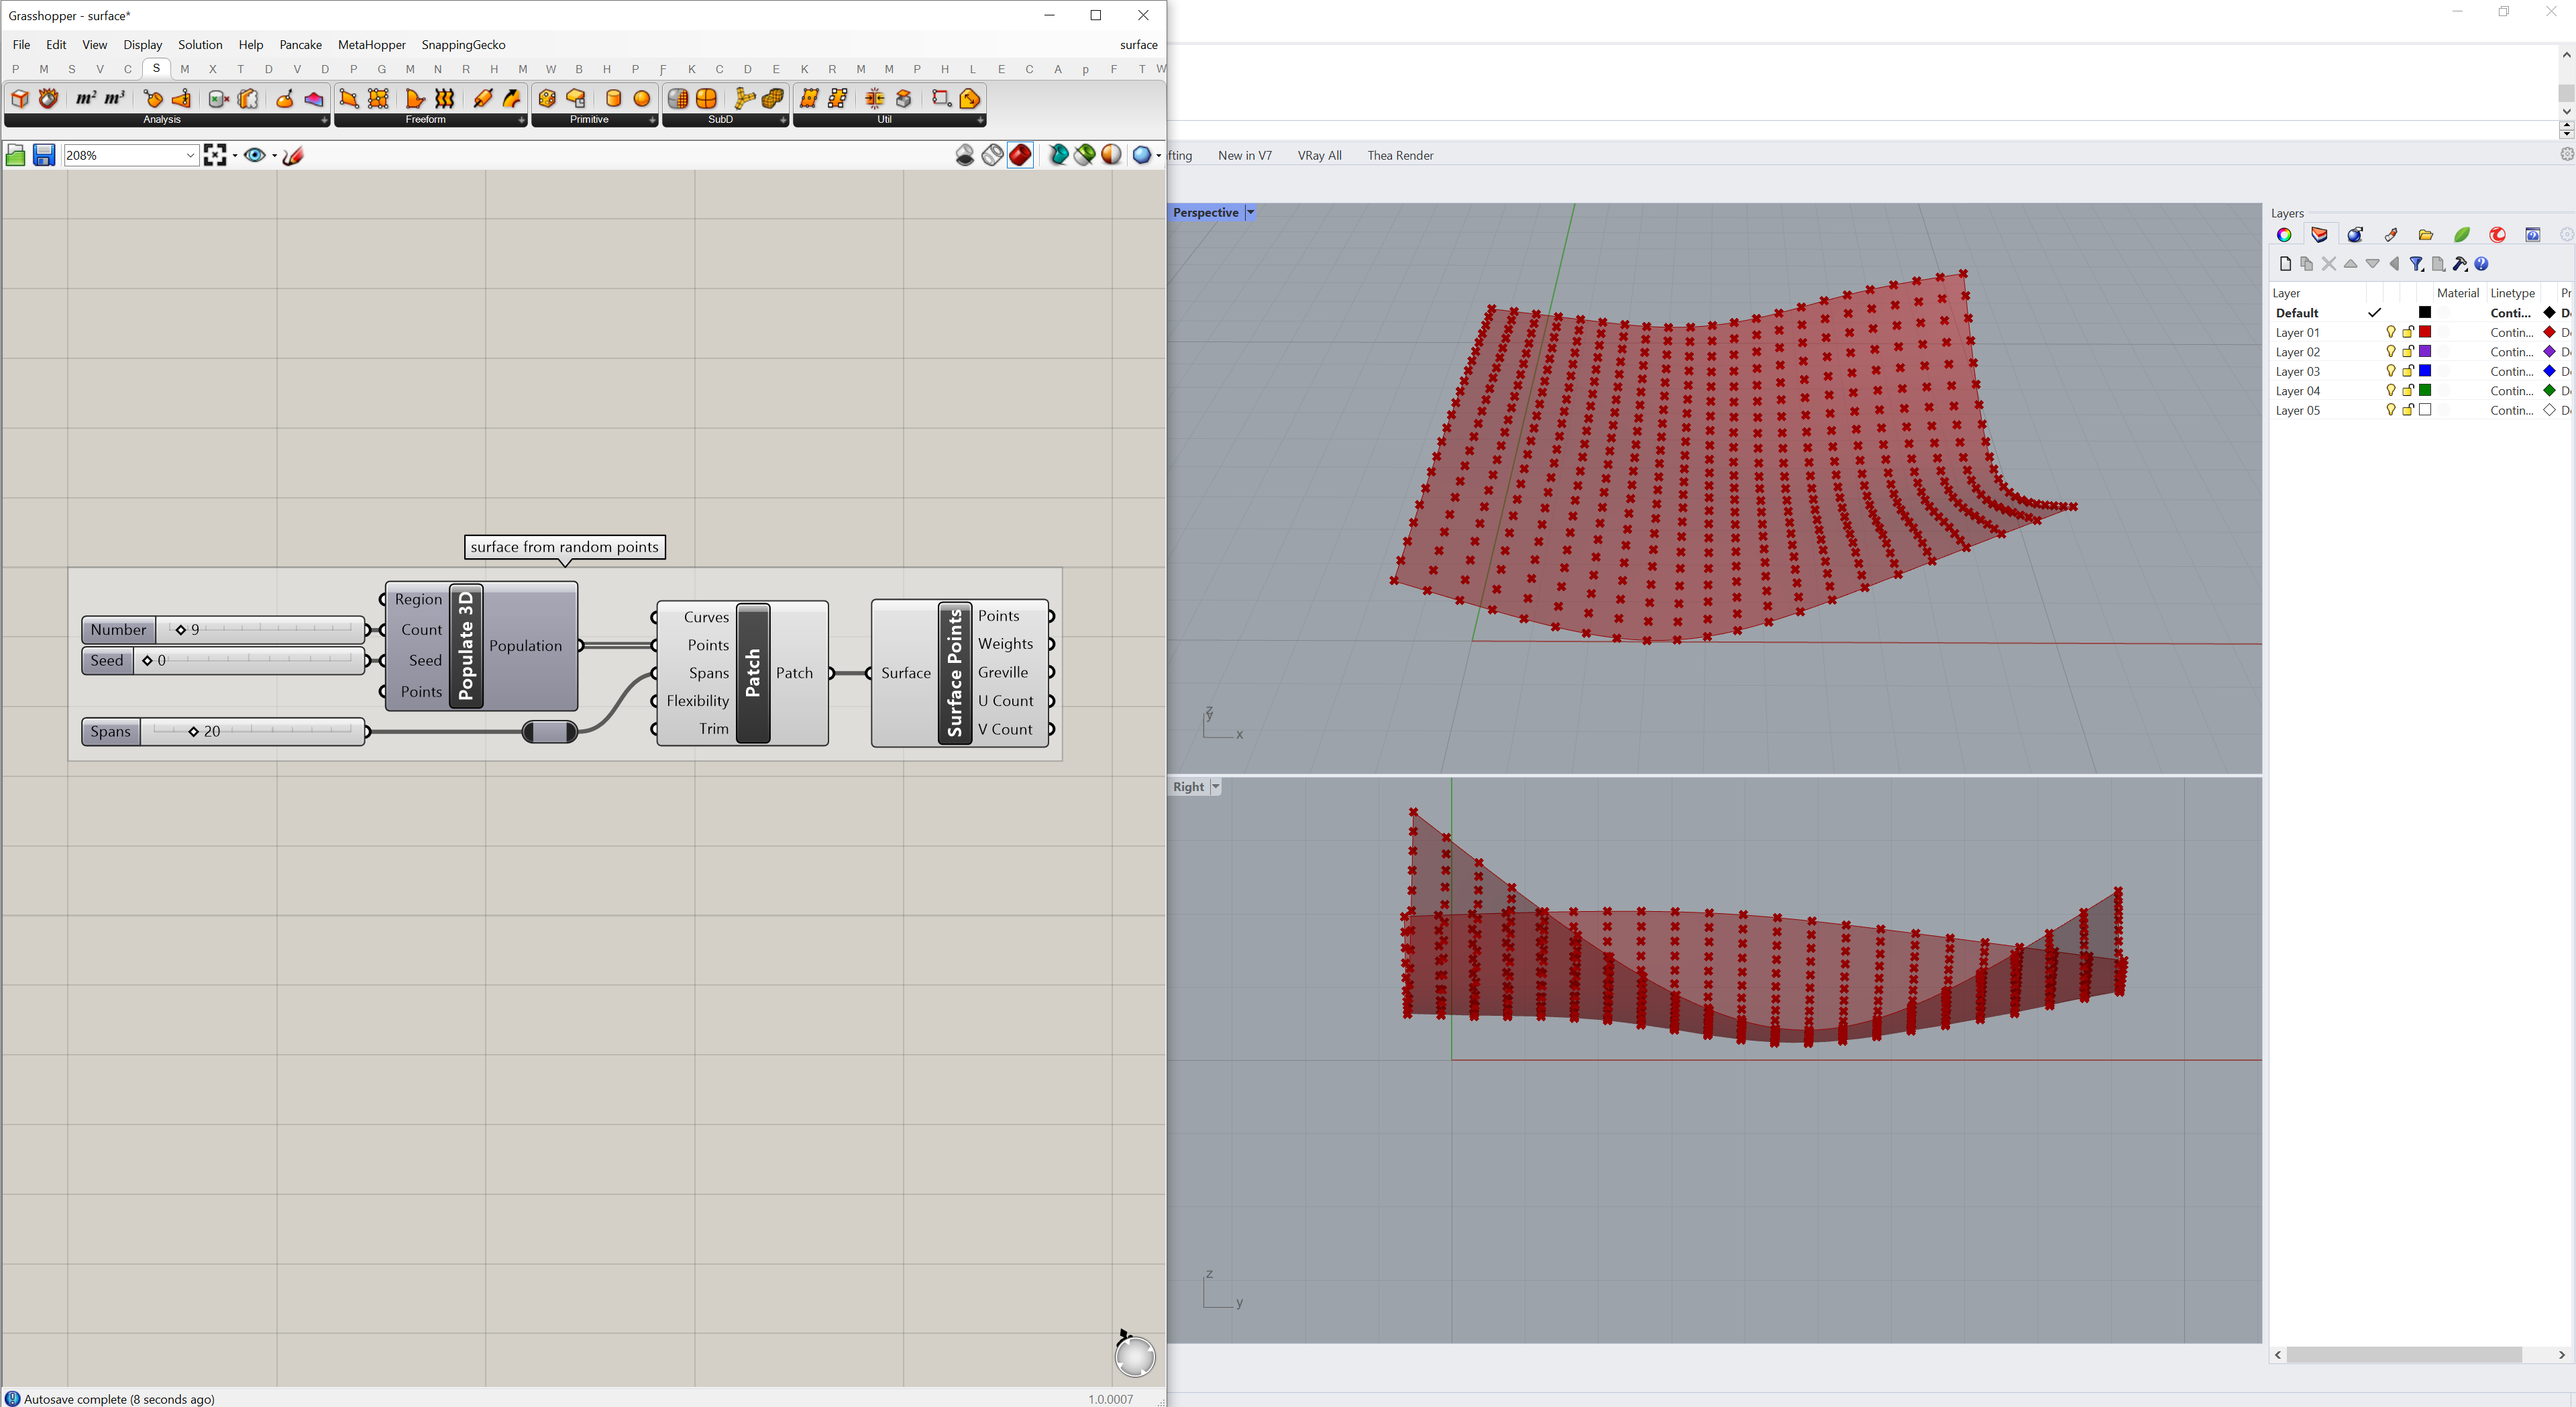 Grasshopper - surface*
File Edit View Display Solution Help Pancake MetaHopper SnappingGecko surface
P M S V C S M X T D V D P G M N R H M W B H P F K C D E K R M M P H L E C A p F T W
m² m³
Analysis Freeform Primitive SubD Util
208%
fting New in V7 VRay All Thea Render
Perspective
surface from random points
Number 9
Seed 0
Spans 20
Region
Count
Seed
Points
Populate 3D
Population
Curves
Points
Spans
Flexibility
Trim
Patch
Patch
Surface
Surface Points
Points
Weights
Greville
U Count
V Count
z
y
x
Right
z
y
Layers
Layer Material Linetype Pr
Default Conti... D
Layer 01 Contin... D
Layer 02 Contin... D
Layer 03 Contin... D
Layer 04 Contin... D
Layer 05 Contin... D
Autosave complete (8 seconds ago) 1.0.0007